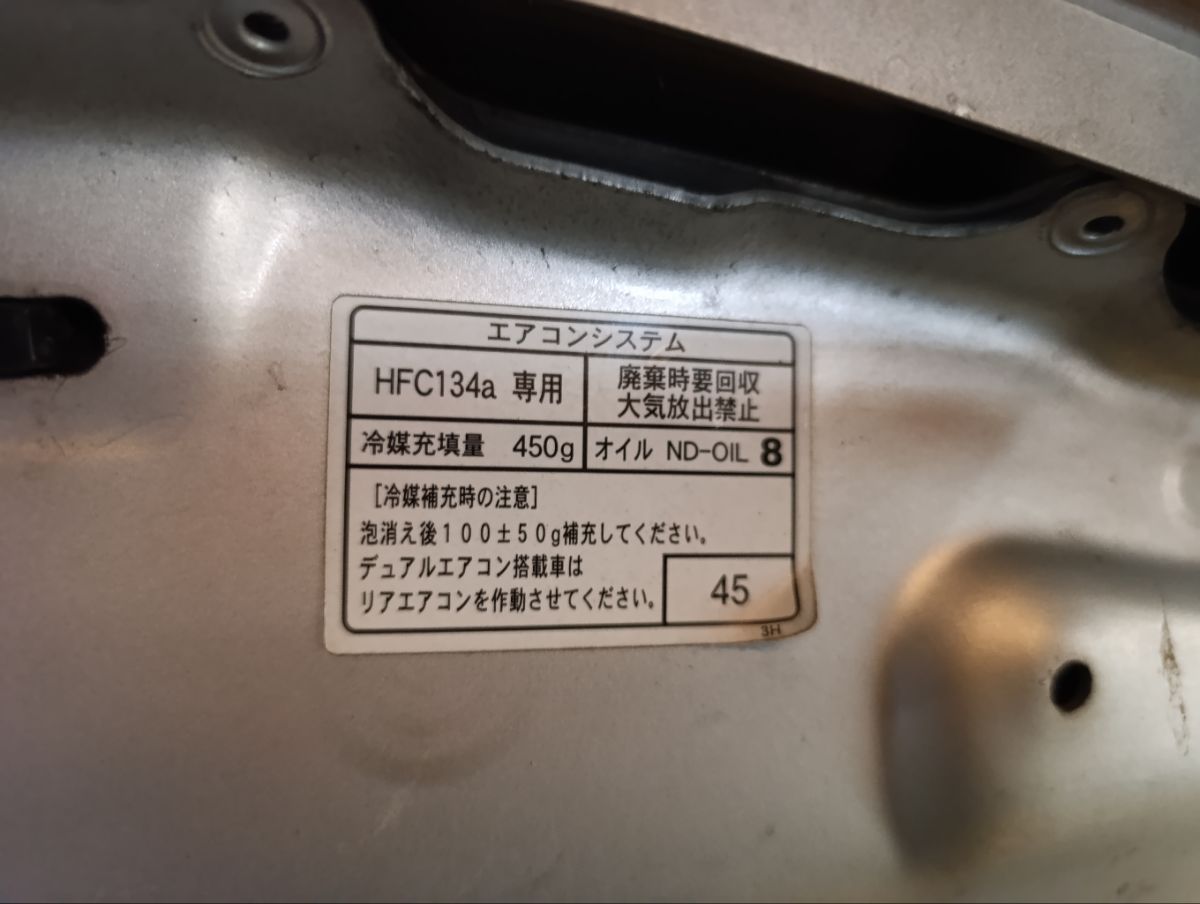 エアコンシステム
HFC134a 専用
廃棄時要回収
大気放出禁止
冷媒充填量 450g
オイル ND-OIL 8
［冷媒補充時の注意］
泡消え後１００±５０g補充してください。
デュアルエアコン搭載車は
リアエアコンを作動させてください。
45
3H